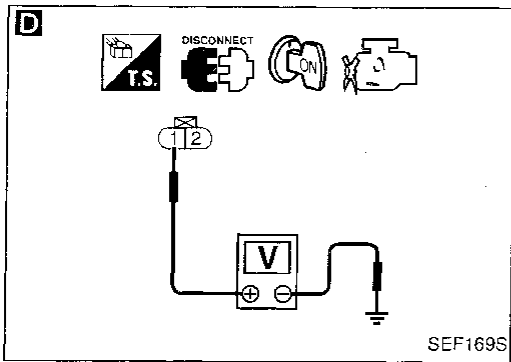 D
DISCONNECT
T.S.
ON
1 2
V
+ −
SEF169S